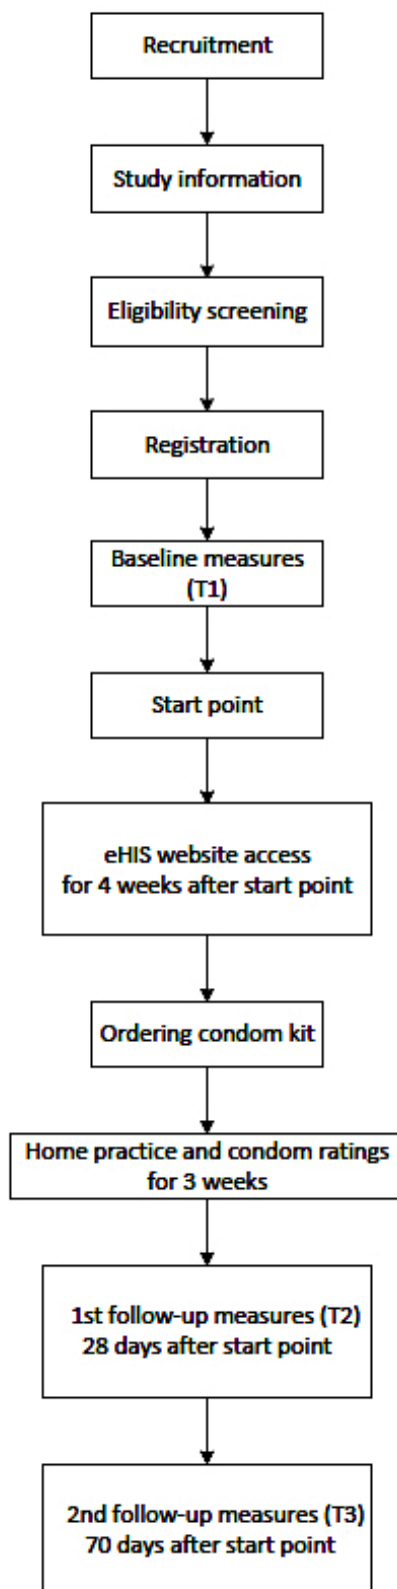 Recruitment
Study information
Eligibility screening
Registration
Baseline measures
(T1)
Start point
eHIS website access
for 4 weeks after start point
Ordering condom kit
Home practice and condom ratings
for 3 weeks
1st follow-up measures (T2)
28 days after start point
2nd follow-up measures (T3)
70 days after start point